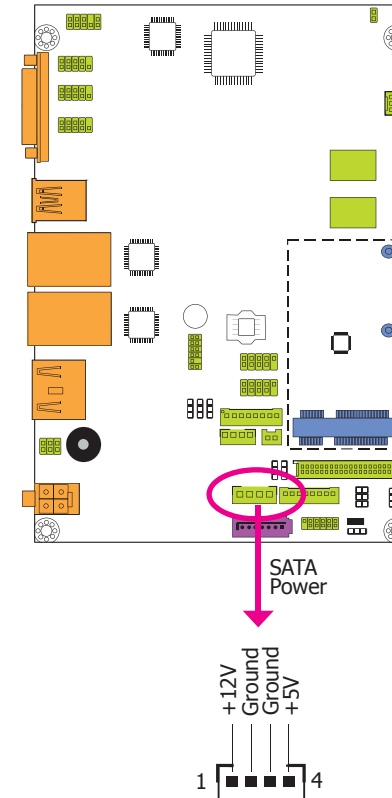 SATA
Power
+12V
Ground
Ground
+5V
1
4